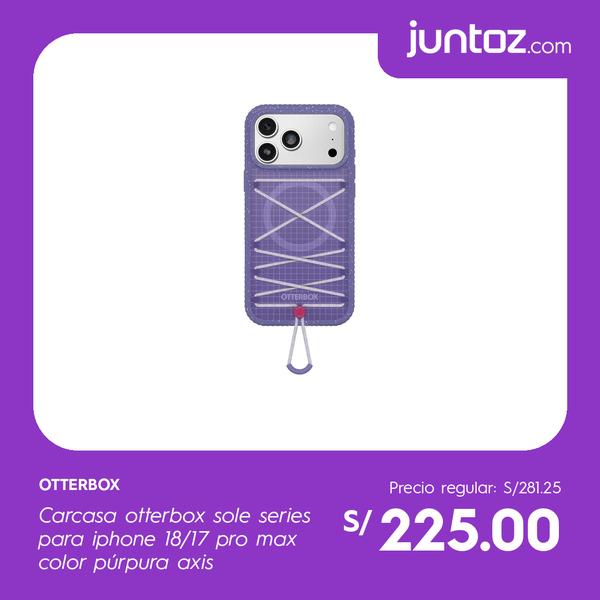 juntoz.com
OTTERBOX
OTTERBOX
Carcasa otterbox sole series
para iphone 18/17 pro max
color púrpura axis
Precio regular: S/281.25
S/ 225.00